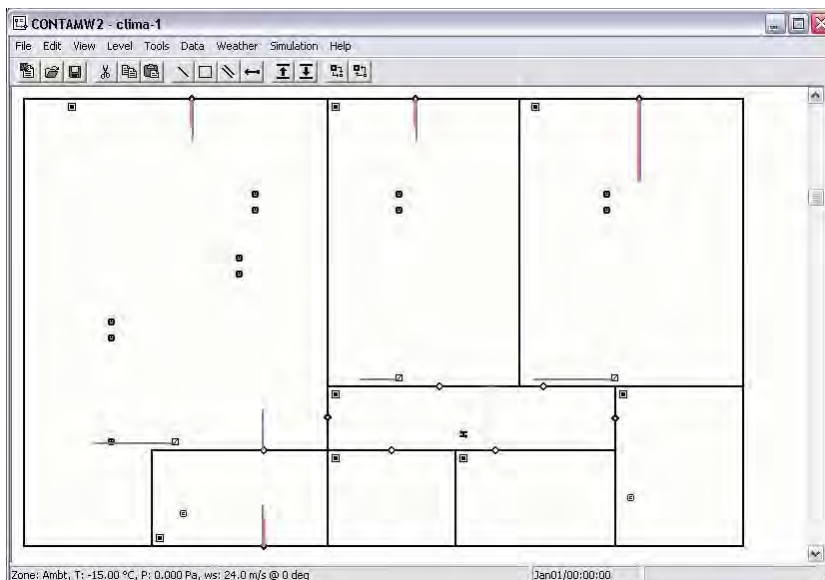 CONTAMW2 - clima-1
File Edit View Level Tools Data Weather Simulation Help
Zone: Ambt, T: -15.00 °C, P: 0.000 Pa, ws: 24.0 m/s @ 0 deg
Jan01/00:00:00